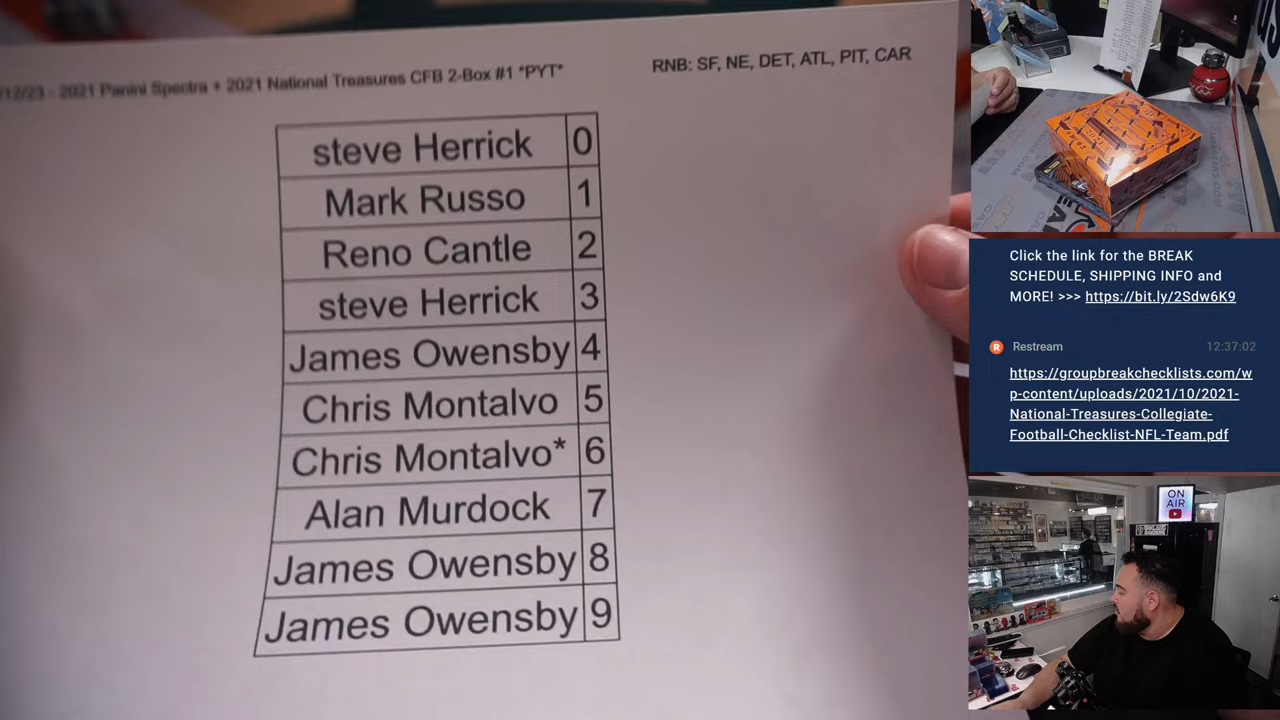 /12/23 - 2021 Panini Spectra + 2021 National Treasures CFB 2-Box #1 *PYT*
RNB: SF, NE, DET, ATL, PIT, CAR
steve Herrick 0
Mark Russo 1
Reno Cantle 2
steve Herrick 3
James Owensby 4
Chris Montalvo 5
Chris Montalvo* 6
Alan Murdock 7
James Owensby 8
James Owensby 9
Click the link for the BREAK
SCHEDULE, SHIPPING INFO and
MORE! >>> https://bit.ly/2Sdw6K9
Restream 12:37:02
https://groupbreakchecklists.com/w
p-content/uploads/2021/10/2021-
National-Treasures-Collegiate-
Football-Checklist-NFL-Team.pdf
ON
AIR